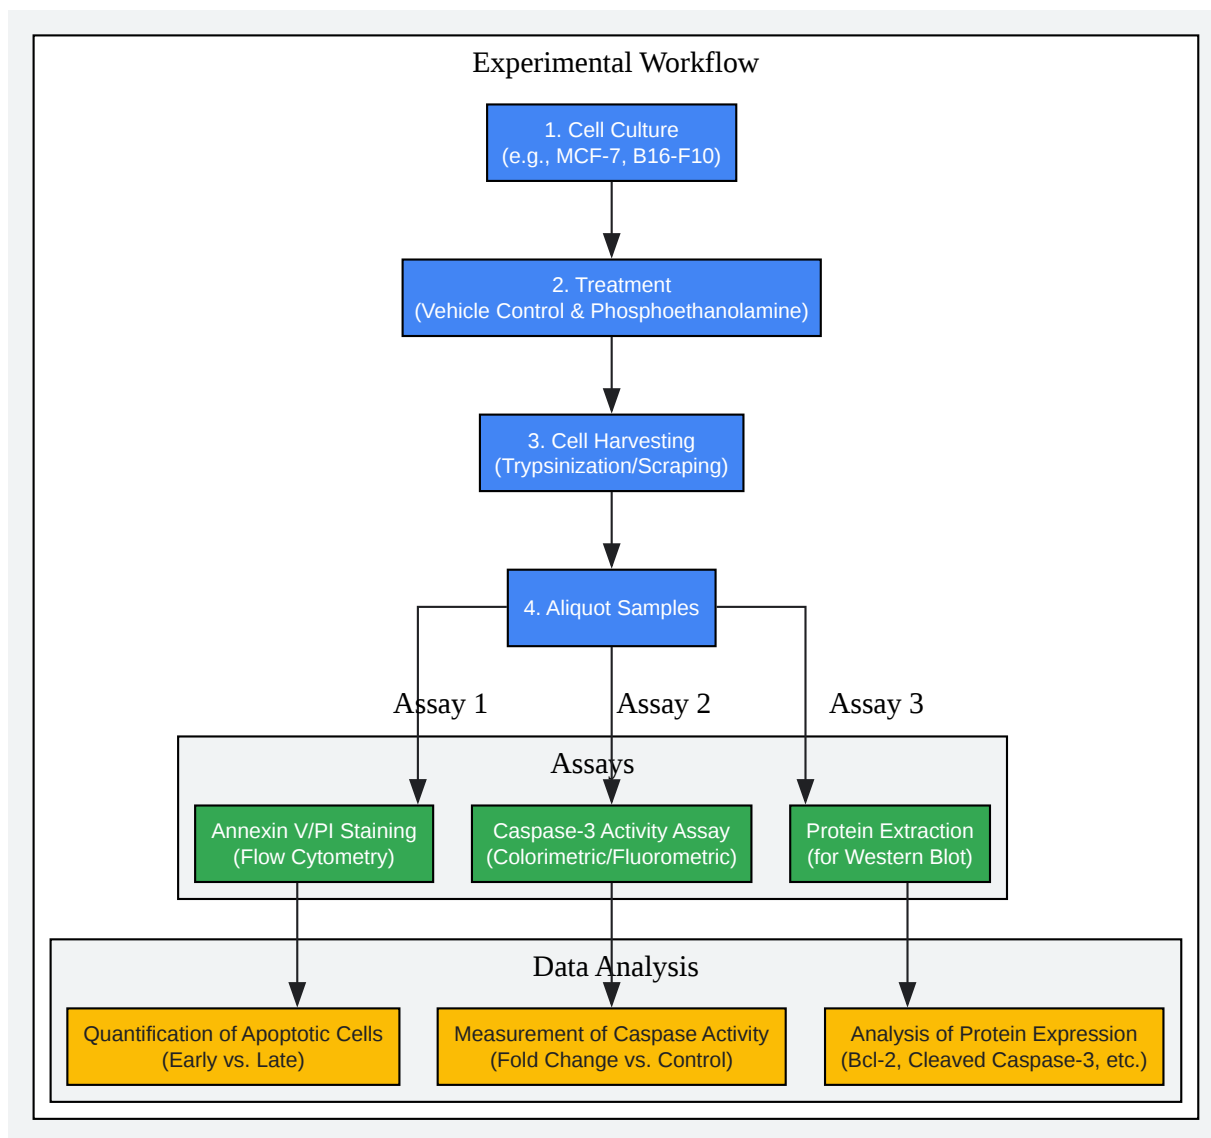 Experimental Workflow
1. Cell Culture
(e.g., MCF-7, B16-F10)
2. Treatment
(Vehicle Control & Phosphoethanolamine)
3. Cell Harvesting
(Trypsinization/Scraping)
4. Aliquot Samples
Assay 1
Assay 2
Assay 3
Assays
Annexin V/PI Staining
(Flow Cytometry)
Caspase-3 Activity Assay
(Colorimetric/Fluorometric)
Protein Extraction
(for Western Blot)
Data Analysis
Quantification of Apoptotic Cells
(Early vs. Late)
Measurement of Caspase Activity
(Fold Change vs. Control)
Analysis of Protein Expression
(Bcl-2, Cleaved Caspase-3, etc.)